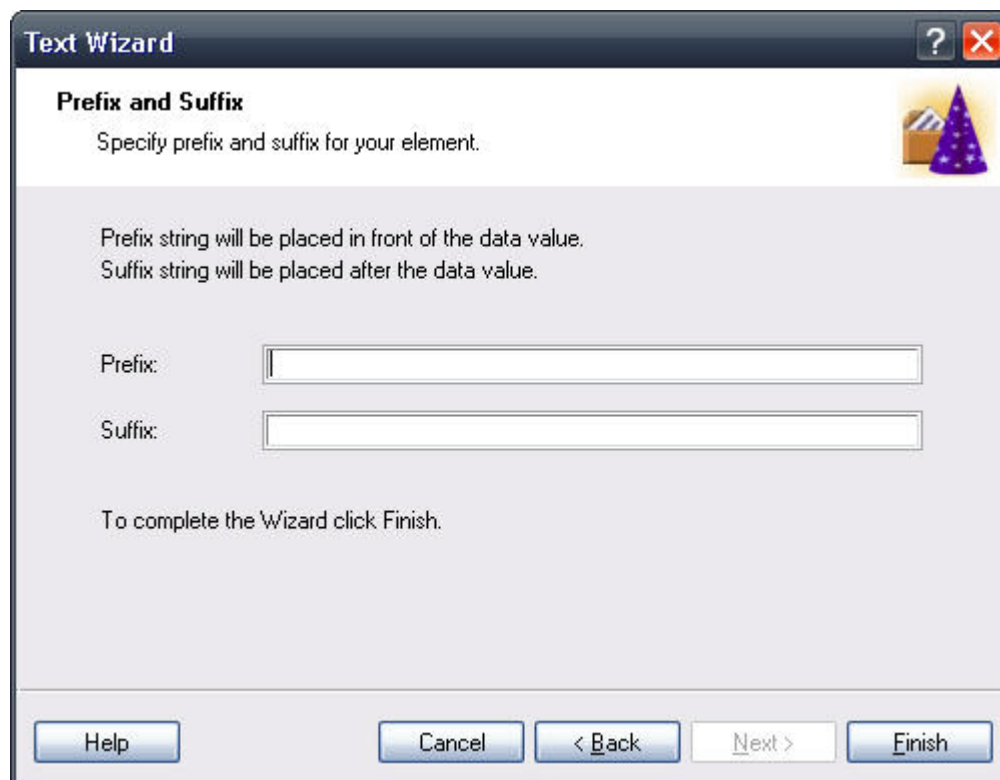 Text Wizard ?
Prefix and Suffix
Specify prefix and suffix for your element.
Prefix string will be placed in front of the data value.
Suffix string will be placed after the data value.
Prefix:
Suffix:
To complete the Wizard click Finish.
Help Cancel < Back Next > Finish